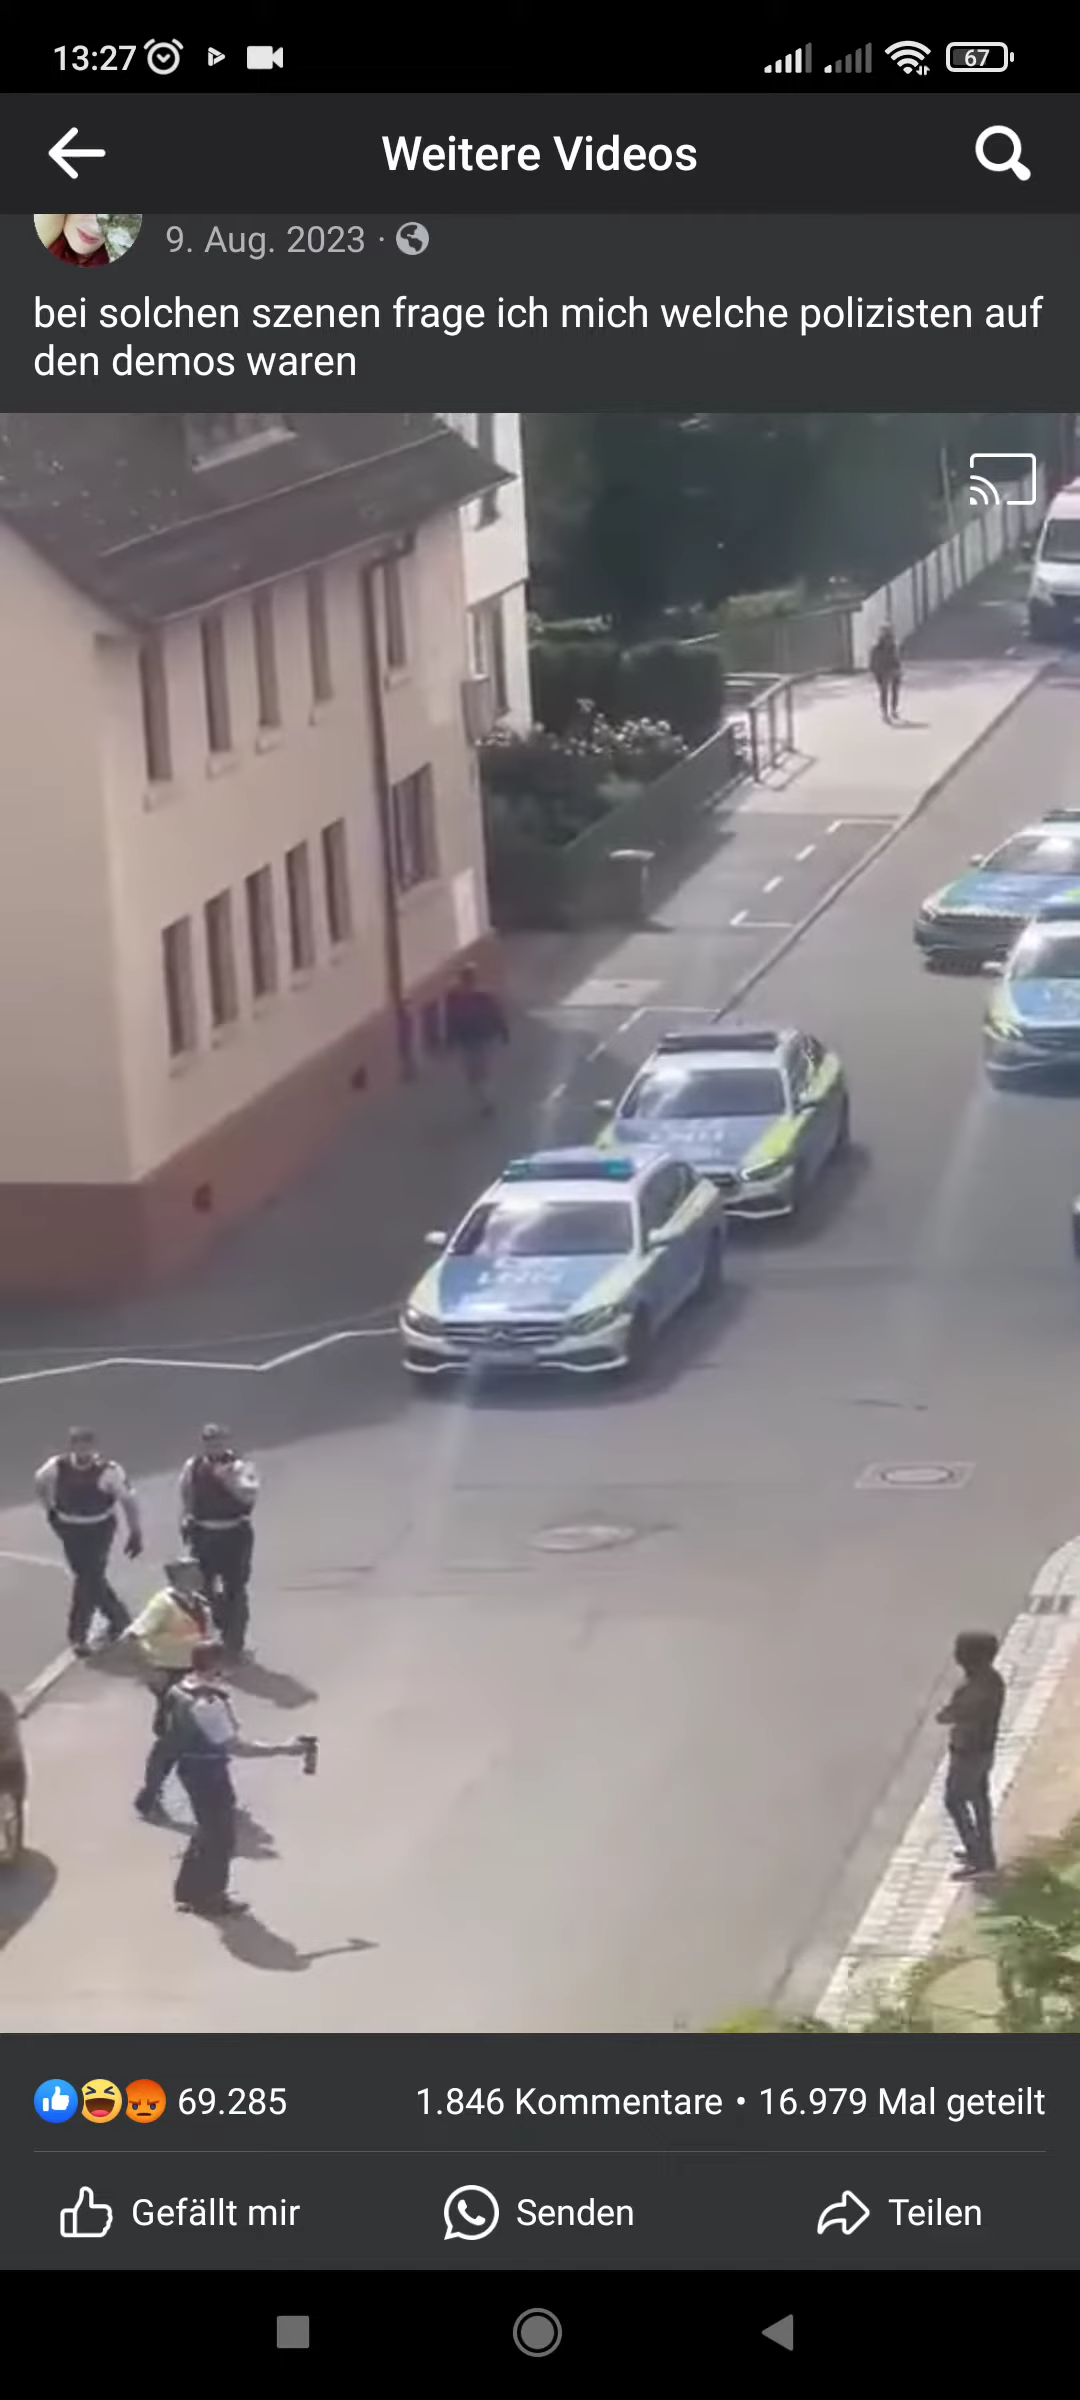 13:27
67
Weitere Videos
9. Aug. 2023 ·
bei solchen szenen frage ich mich welche polizisten auf
den demos waren
69.285
1.846 Kommentare • 16.979 Mal geteilt
Gefällt mir
Senden
Teilen